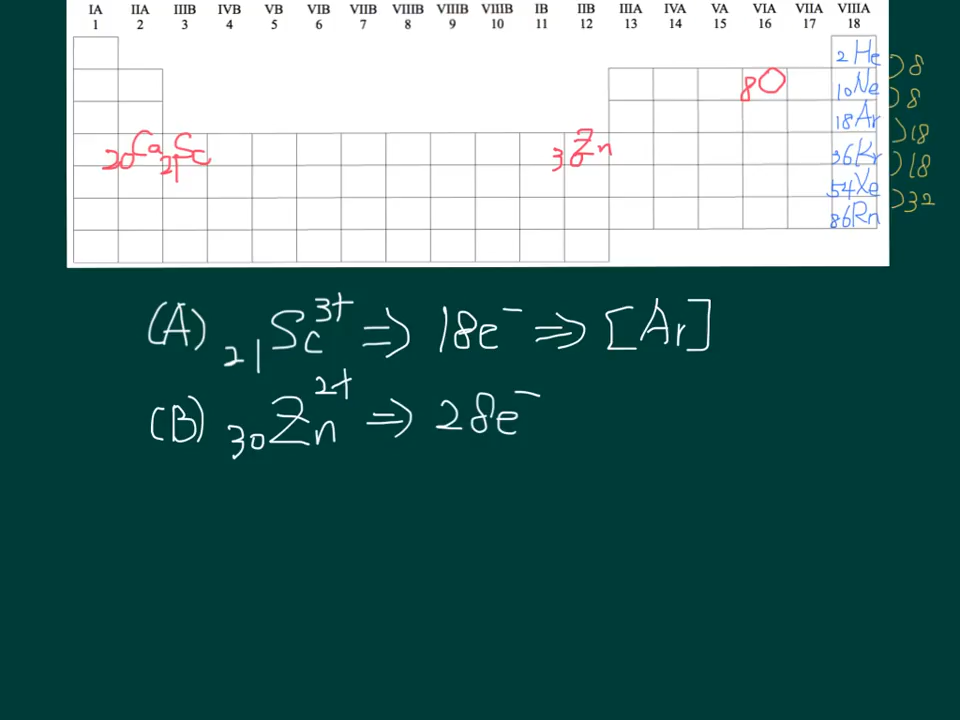 IA IIA IIIB IVB VB VIB VIIB VIIIB VIIIB VIIIB IB IIB IIIA IVA VA VIA VIIA VIIIA
1 2 3 4 5 6 7 8 9 10 11 12 13 14 15 16 17 18
2He )8
8O 10Ne )8
18Ar )18
20Ca 21Sc 3Zn 36Kr )18
54Xe )32
86Rn
(A) 21Sc3+ ⇒ 18e− ⇒ [Ar]
(B) 30Zn2+ ⇒ 28e−